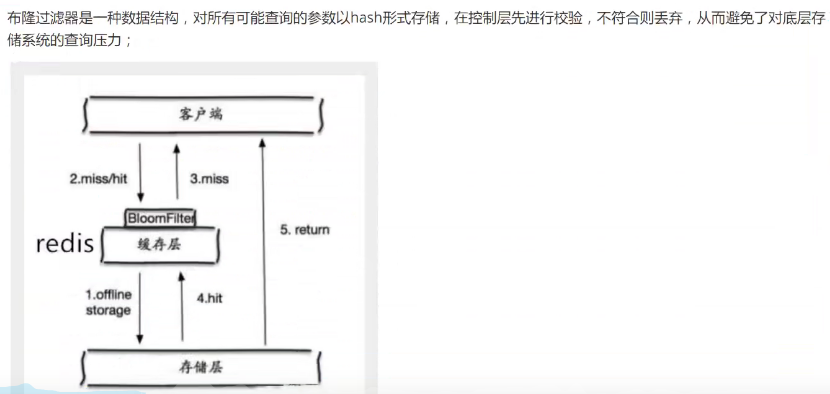 布隆过滤器是一种数据结构，对所有可能查询的参数以hash形式存储，在控制层先进行校验，不符合则丢弃，从而避免了对底层存
储系统的查询压力；
客户端
2.miss/hit
3.miss
BloomFilter
redis
缓存层
5. return
1.offline
storage
4.hit
存储层